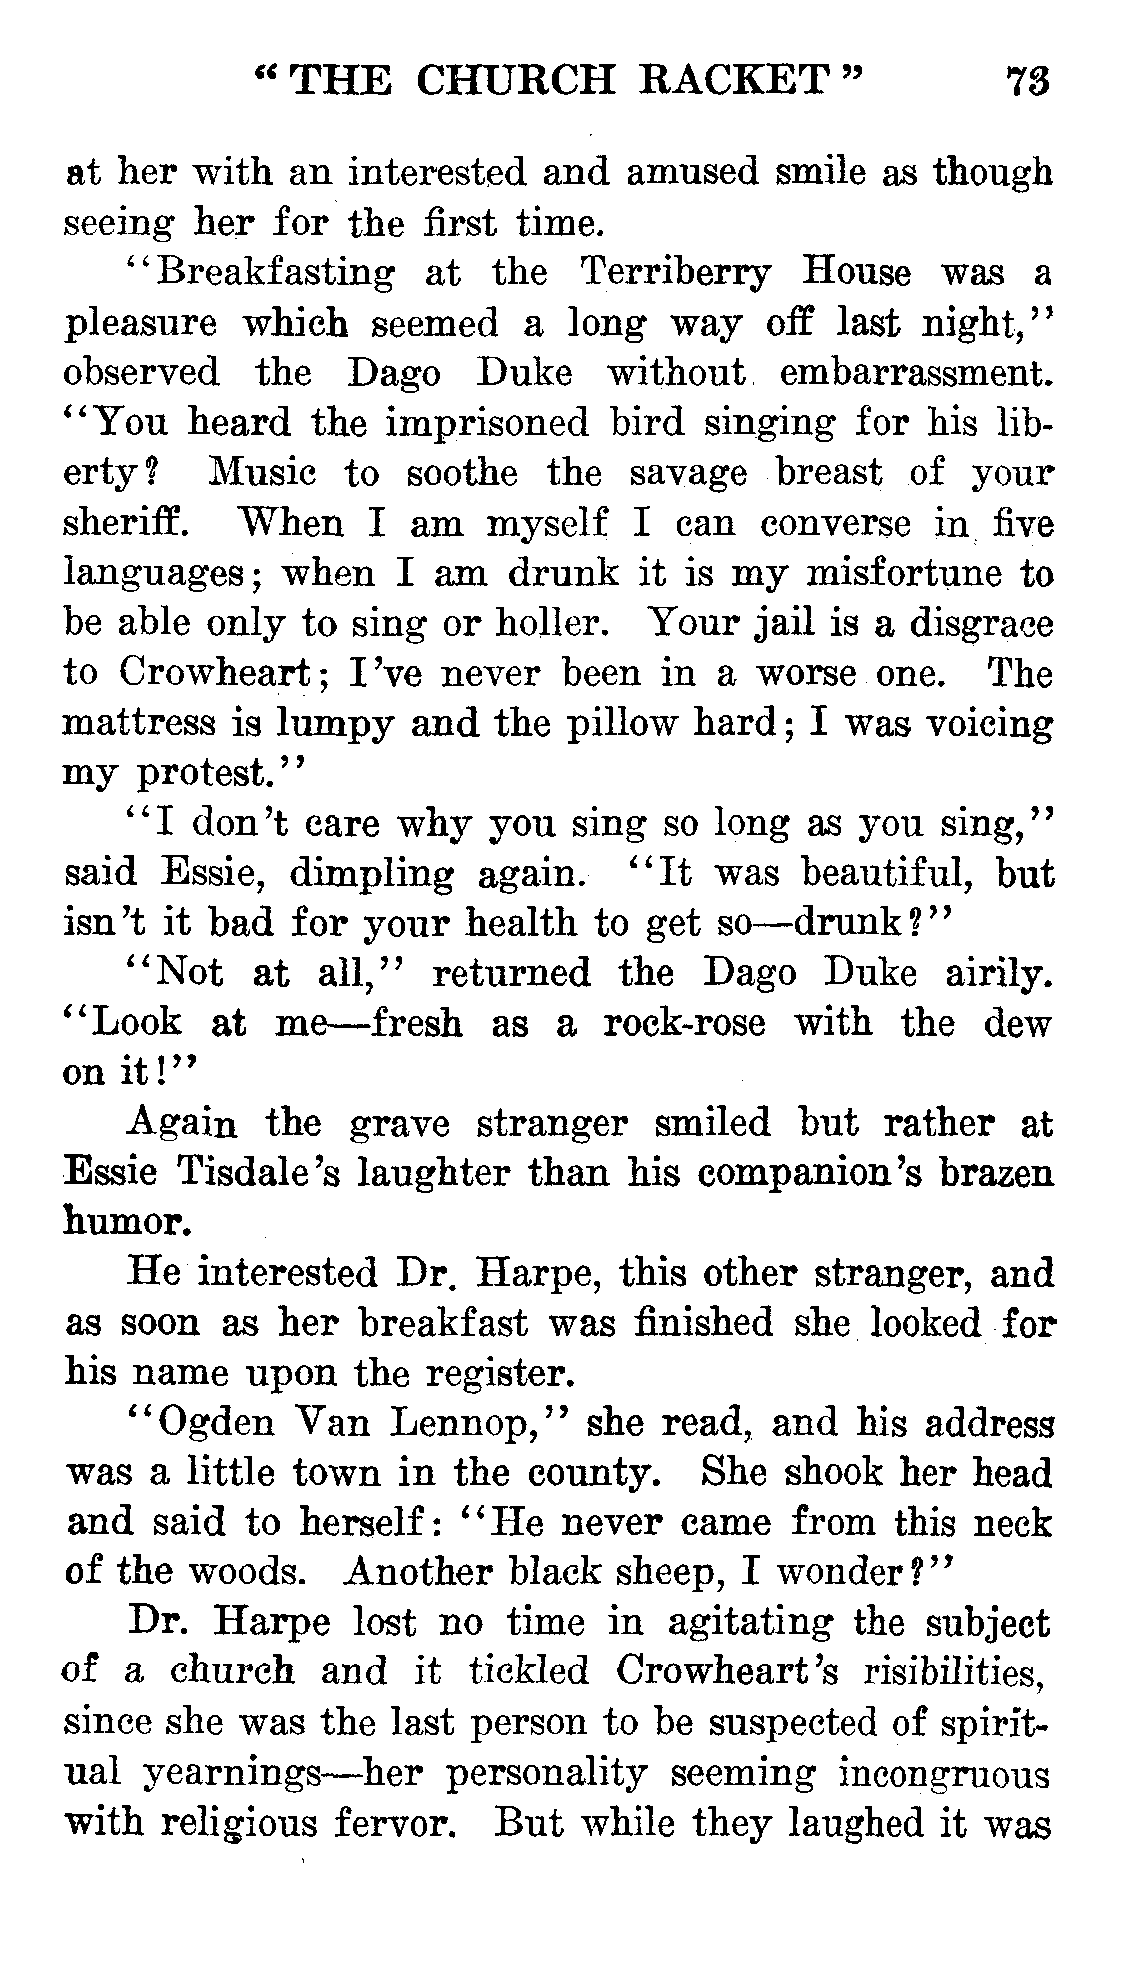 “ THE CHURCH RACKET ” 73
at her with an interested and amused smile as though
seeing her for the first time.
“Breakfasting at the Terriberry House was a
pleasure which seemed a long way off last night,”
observed the Dago Duke without embarrassment.
“You heard the imprisoned bird singing for his lib-
erty? Music to soothe the savage breast of your
sheriff. When I am myself I can converse in five
languages; when I am drunk it is my misfortune to
be able only to sing or holler. Your jail is a disgrace
to Crowheart; I’ve never been in a worse one. The
mattress is lumpy and the pillow hard; I was voicing
my protest.”
“I don’t care why you sing so long as you sing,”
said Essie, dimpling again. “It was beautiful, but
isn’t it bad for your health to get so—drunk?”
“Not at all,” returned the Dago Duke airily.
“Look at me—fresh as a rock-rose with the dew
on it!”
Again the grave stranger smiled but rather at
Essie Tisdale’s laughter than his companion’s brazen
humor.
He interested Dr. Harpe, this other stranger, and
as soon as her breakfast was finished she looked for
his name upon the register.
“Ogden Van Lennop,” she read, and his address
was a little town in the county. She shook her head
and said to herself: “He never came from this neck
of the woods. Another black sheep, I wonder?”
Dr. Harpe lost no time in agitating the subject
of a church and it tickled Crowheart’s risibilities,
since she was the last person to be suspected of spirit-
ual yearnings—her personality seeming incongruous
with religious fervor. But while they laughed it was